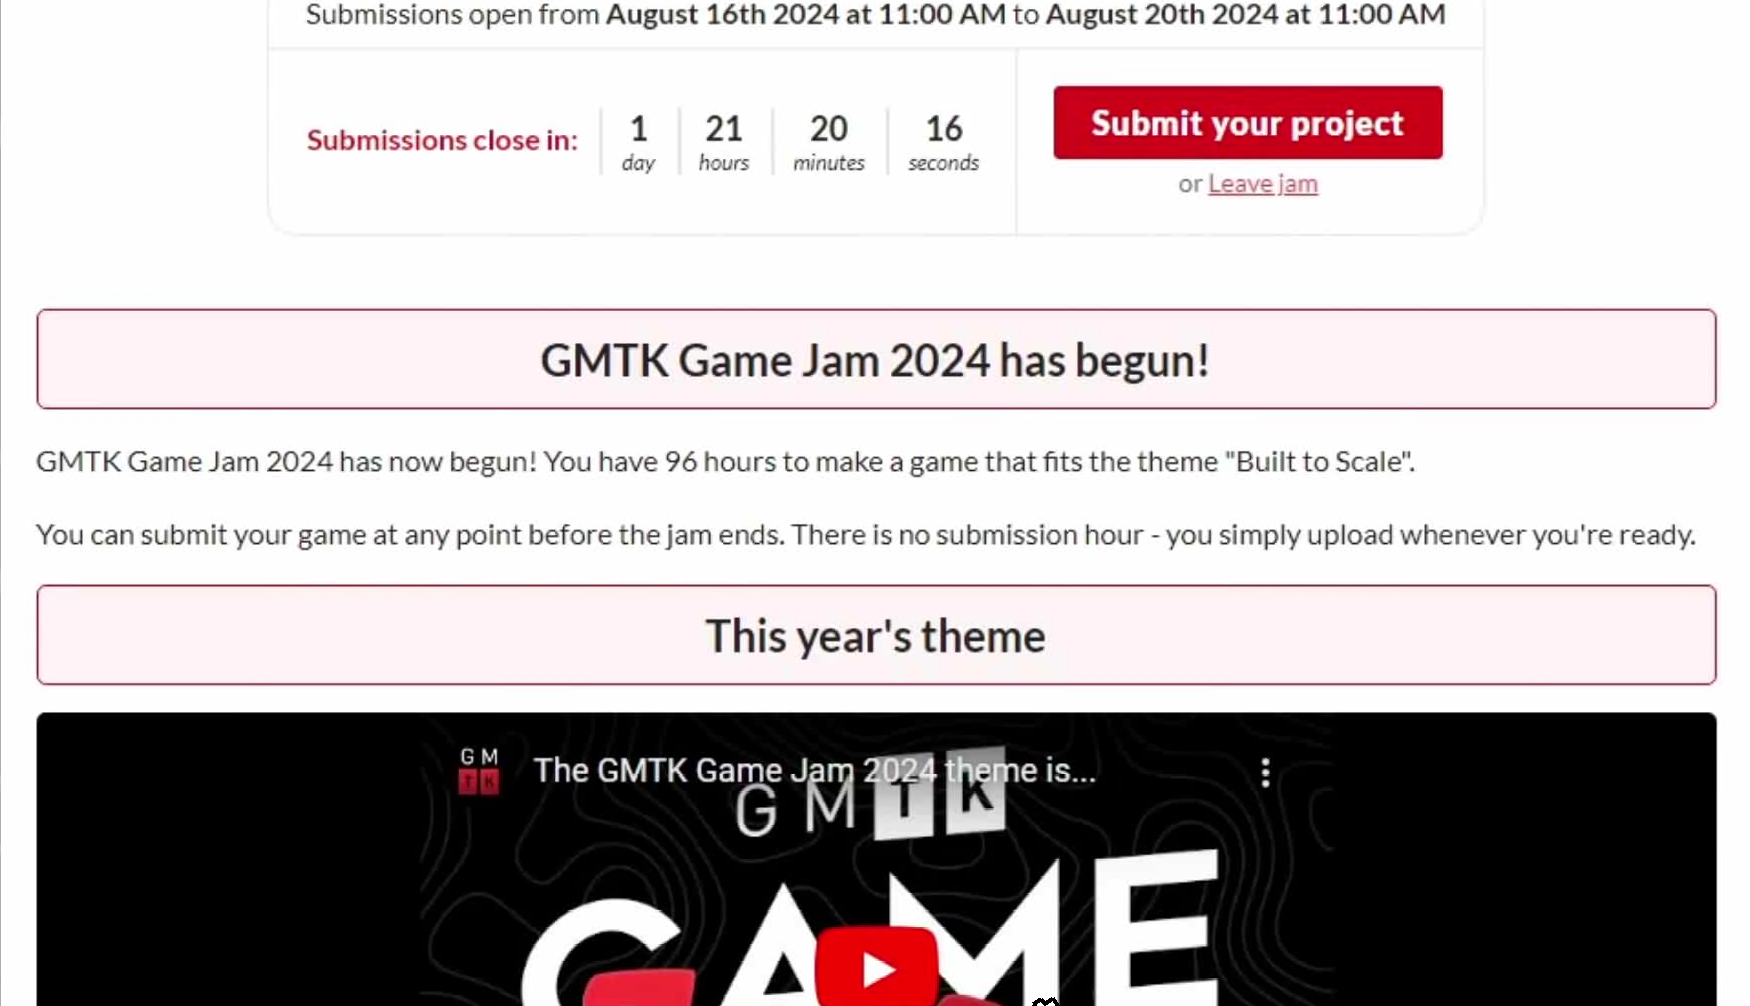 Submissions open from August 16th 2024 at 11:00 AM to August 20th 2024 at 11:00 AM
Submissions close in:
1 day
21 hours
20 minutes
16 seconds
Submit your project
or Leave jam
GMTK Game Jam 2024 has begun!
GMTK Game Jam 2024 has now begun! You have 96 hours to make a game that fits the theme "Built to Scale".
You can submit your game at any point before the jam ends. There is no submission hour - you simply upload whenever you're ready.
This year's theme
GM
TK
The GMTK Game Jam 2024 theme is...
GMTK
GAME